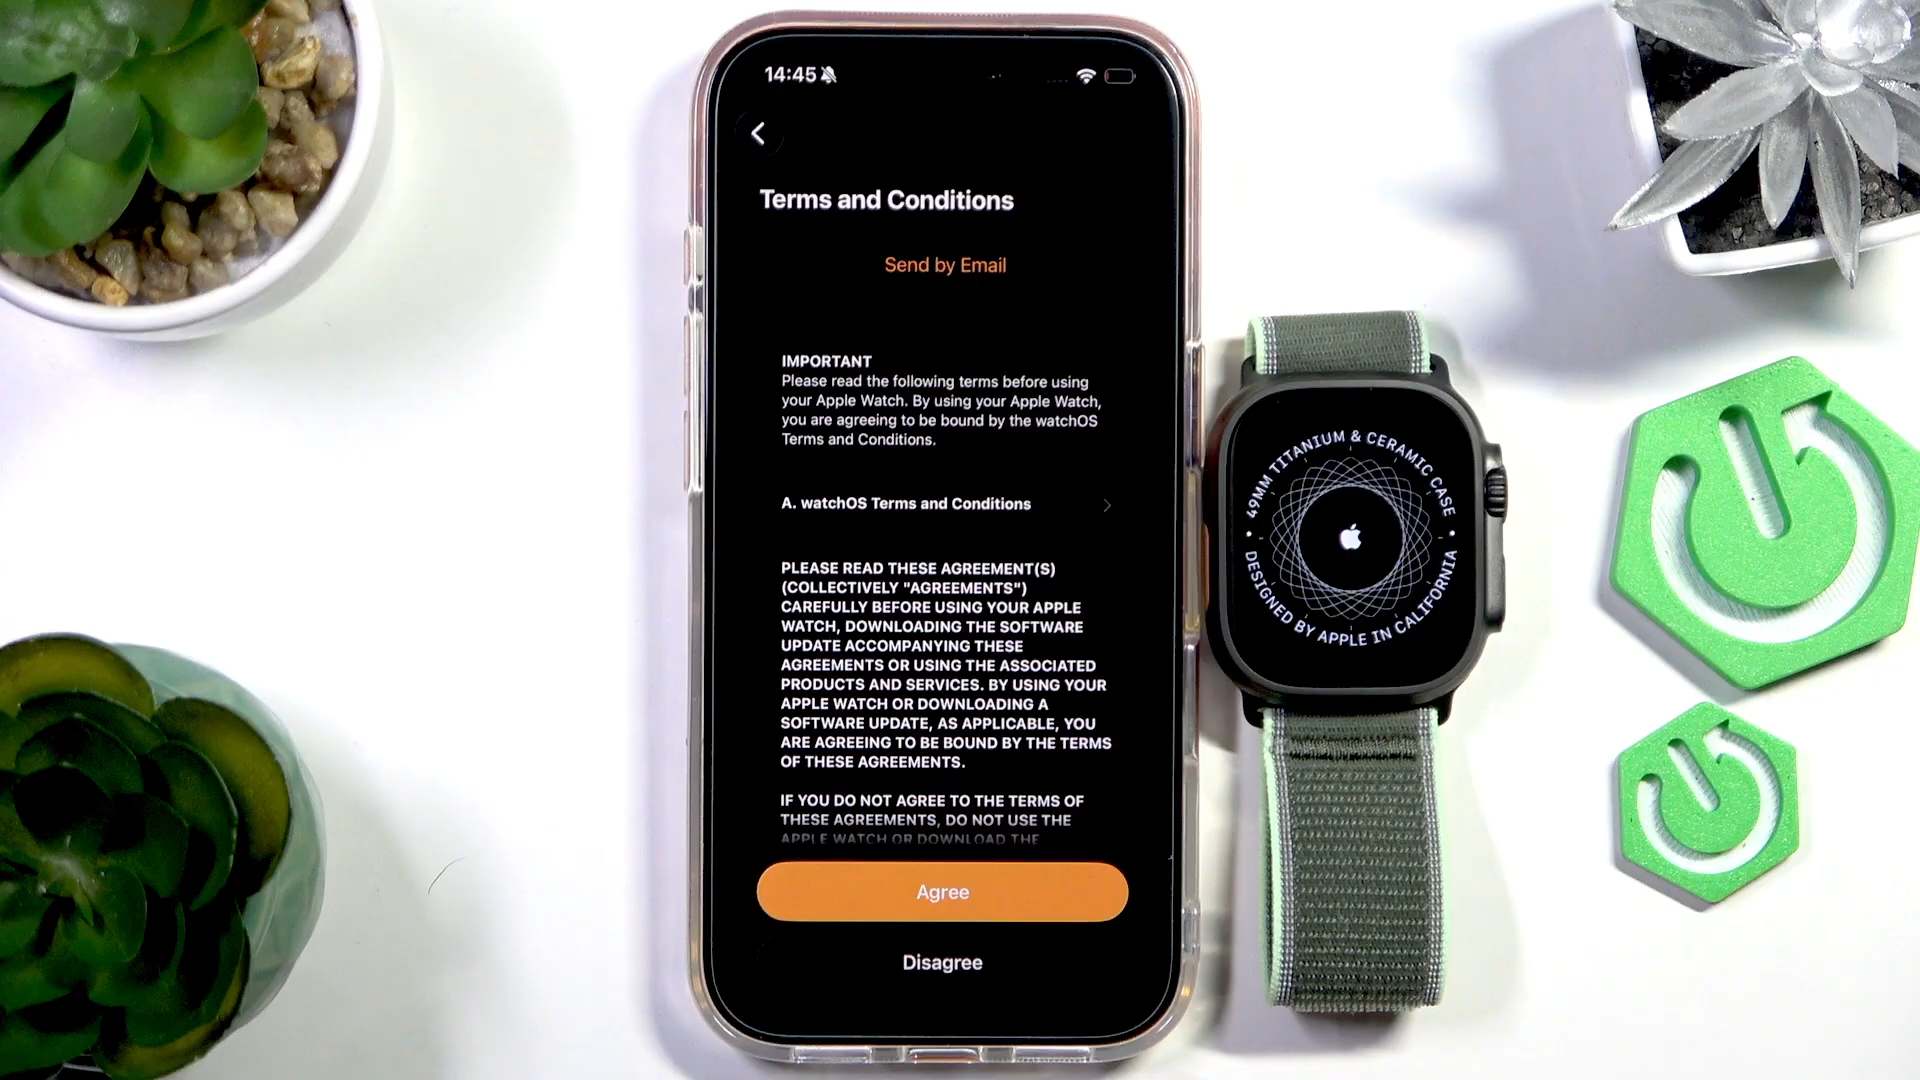 14:45
Terms and Conditions
Send by Email
IMPORTANT
Please read the following terms before using
your Apple Watch. By using your Apple Watch,
you are agreeing to be bound by the watchOS
Terms and Conditions.
A. watchOS Terms and Conditions
PLEASE READ THESE AGREEMENT(S)
(COLLECTIVELY "AGREEMENTS")
CAREFULLY BEFORE USING YOUR APPLE
WATCH, DOWNLOADING THE SOFTWARE
UPDATE ACCOMPANYING THESE
AGREEMENTS OR USING THE ASSOCIATED
PRODUCTS AND SERVICES. BY USING YOUR
APPLE WATCH OR DOWNLOADING A
SOFTWARE UPDATE, AS APPLICABLE, YOU
ARE AGREEING TO BE BOUND BY THE TERMS
OF THESE AGREEMENTS.
IF YOU DO NOT AGREE TO THE TERMS OF
THESE AGREEMENTS, DO NOT USE THE
APPLE WATCH OR DOWNLOAD THE
Agree
Disagree
49MM TITANIUM & CERAMIC CASE
DESIGNED BY APPLE IN CALIFORNIA